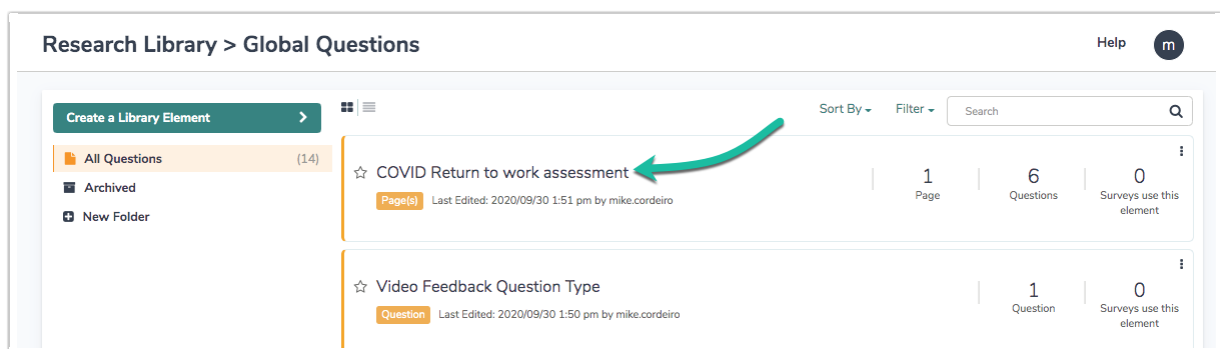 Research Library > Global Questions
Help
m
Create a Library Element
Sort By
Filter
Search
All Questions (14)
Archived
New Folder
COVID Return to work assessment
Page(s) Last Edited: 2020/09/30 1:51 pm by mike.cordeiro
1
Page
6
Questions
0
Surveys use this
element
Video Feedback Question Type
Question Last Edited: 2020/09/30 1:50 pm by mike.cordeiro
1
Question
0
Surveys use this
element